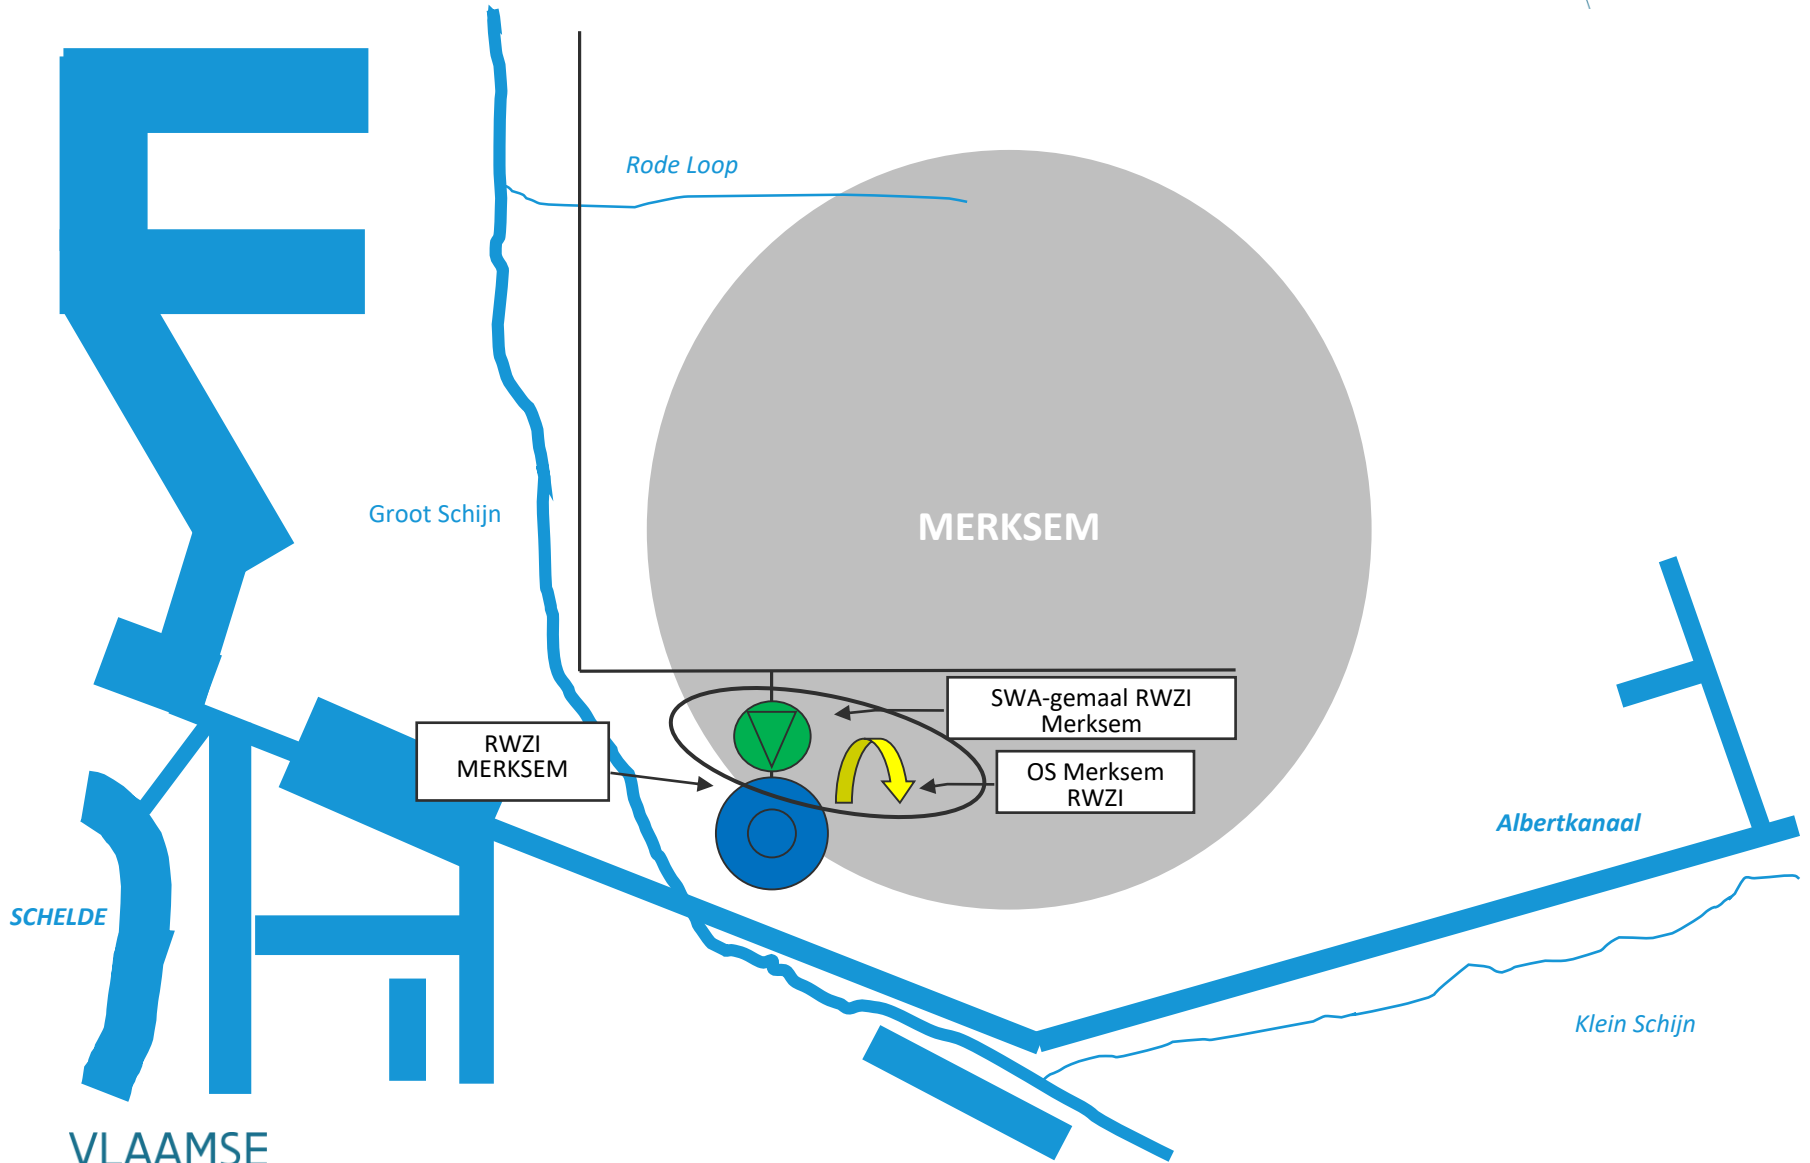 Rode Loop
Groot Schijn
MERKSEM
SWA-gemaal RWZI
Merksem
RWZI
MERKSEM
OS Merksem
RWZI
Albertkanaal
SCHELDE
Klein Schijn
VLAAMSE